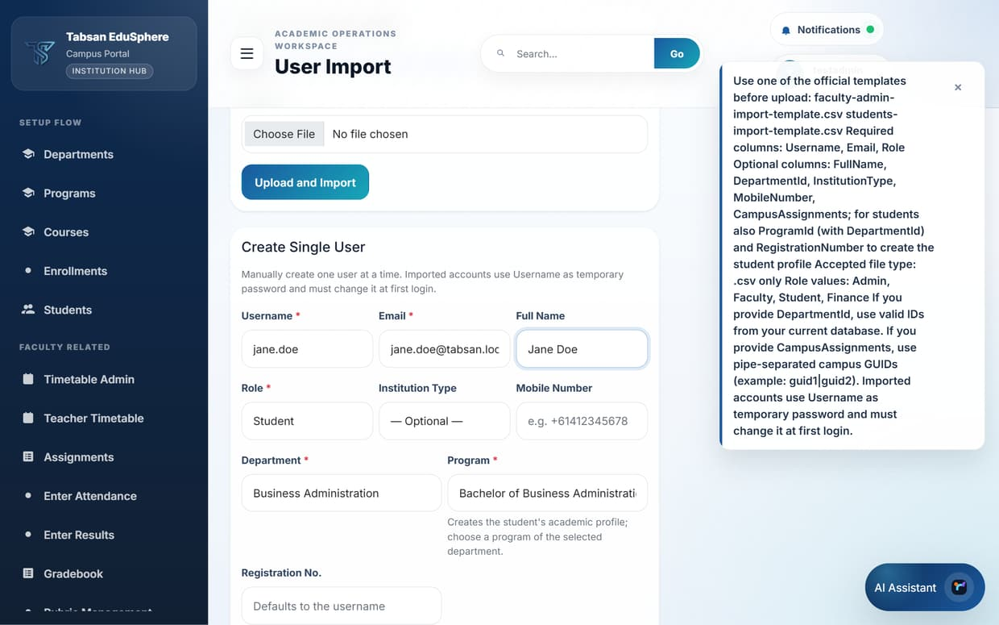 Tabsan EduSphere
Campus Portal
INSTITUTION HUB
SETUP FLOW
Departments
Programs
Courses
Enrollments
Students
FACULTY RELATED
Timetable Admin
Teacher Timetable
Assignments
Enter Attendance
Enter Results
Gradebook
Rubric Management
ACADEMIC OPERATIONS
WORKSPACE
User Import
Search...
Go
Notifications
Choose File No file chosen
Upload and Import
Create Single User
Manually create one user at a time. Imported accounts use Username as temporary
password and must change it at first login.
Username *
Email *
Full Name
jane.doe
jane.doe@tabsan.loc
Jane Doe
Role *
Institution Type
Mobile Number
Student
— Optional —
e.g. +61412345678
Department *
Program *
Business Administration
Bachelor of Business Administrati
Creates the student's academic profile;
choose a program of the selected
department.
Registration No.
Defaults to the username
Use one of the official templates
before upload: faculty-admin-
import-template.csv students-
import-template.csv Required
columns: Username, Email, Role
Optional columns: FullName,
DepartmentId, InstitutionType,
MobileNumber,
CampusAssignments; for students
also ProgramId (with DepartmentId)
and RegistrationNumber to create the
student profile Accepted file type:
.csv only Role values: Admin,
Faculty, Student, Finance If you
provide DepartmentId, use valid IDs
from your current database. If you
provide CampusAssignments, use
pipe-separated campus GUIDs
(example: guid1|guid2). Imported
accounts use Username as
temporary password and must
change it at first login.
×
AI Assistant